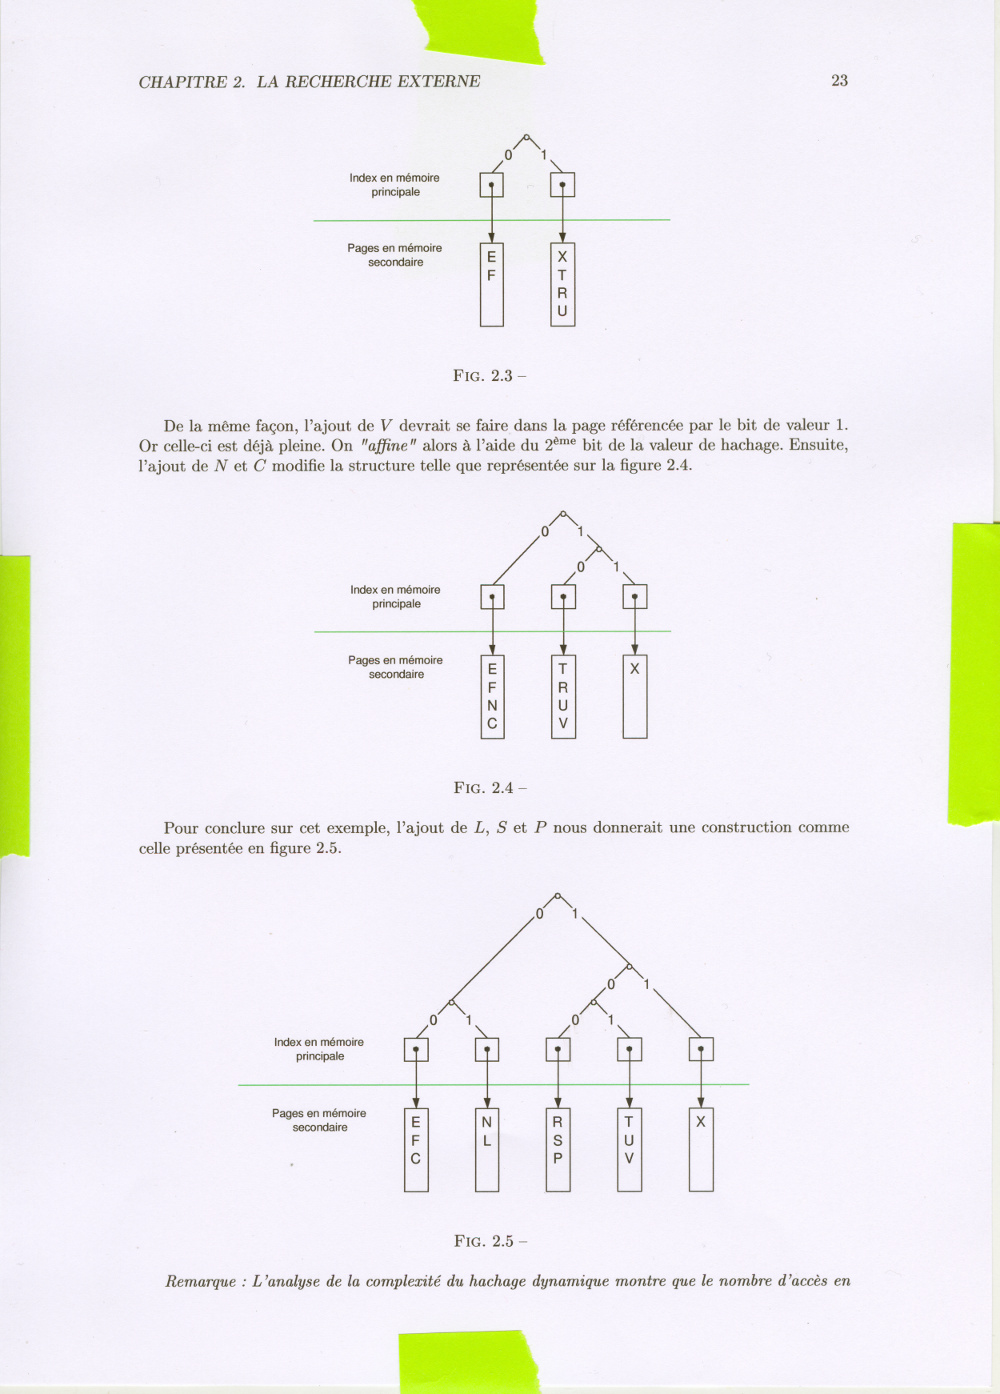 CHAPITRE 2. LA RECHERCHE EXTERNE 23
0 1
Index en mémoire
principale
Pages en mémoire
secondaire
E X
F T
R
U
FIG. 2.3 –
De la même façon, l'ajout de V devrait se faire dans la page référencée par le bit de valeur 1.
Or celle-ci est déjà pleine. On "affine" alors à l'aide du 2ème bit de la valeur de hachage. Ensuite,
l'ajout de N et C modifie la structure telle que représentée sur la figure 2.4.
0 1
0 1
Index en mémoire
principale
Pages en mémoire
secondaire
E T X
F R
N U
C V
FIG. 2.4 –
Pour conclure sur cet exemple, l'ajout de L, S et P nous donnerait une construction comme
celle présentée en figure 2.5.
0 1
0 1
0 1 0 1
Index en mémoire
principale
Pages en mémoire
secondaire
E N R T X
F L S U
C P V
FIG. 2.5 –
Remarque : L'analyse de la complexité du hachage dynamique montre que le nombre d'accès en